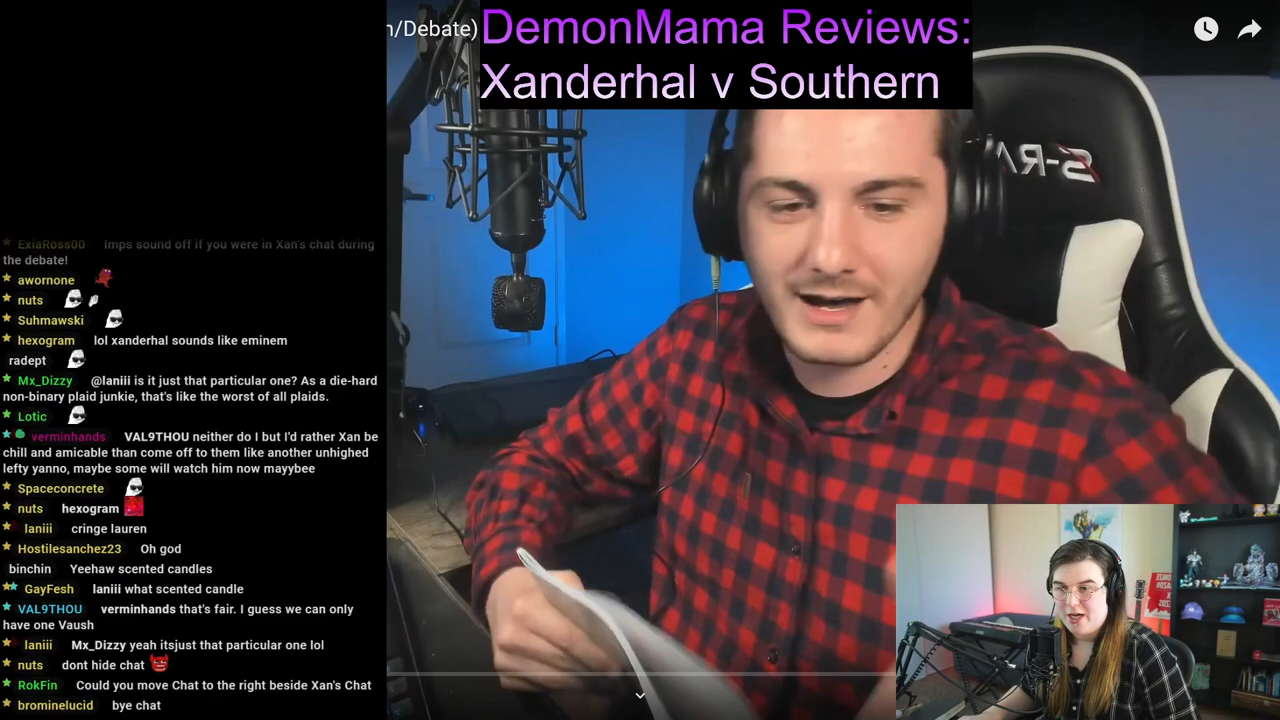 n/Debate)
DemonMama Reviews:
Xanderhal v Southern
ExiaRoss00 Imps sound off if you were in Xan's chat during
the debate!
awornone
nuts
Suhmawski
hexogram lol xanderhal sounds like eminem
radept
Mx_Dizzy @laniii is it just that particular one? As a die-hard
non-binary plaid junkie, that's like the worst of all plaids.
Lotic
verminhands VAL9THOU neither do I but I'd rather Xan be
chill and amicable than come off to them like another unhighed
lefty yanno, maybe some will watch him now mayybee
Spaceconcrete
nuts hexogram
laniii cringe lauren
Hostilesanchez23 Oh god
binchin Yeehaw scented candles
GayFesh laniii what scented candle
VAL9THOU verminhands that's fair. I guess we can only
have one Vaush
laniii Mx_Dizzy yeah itsjust that particular one lol
nuts dont hide chat
RokFin Could you move Chat to the right beside Xan's Chat
brominelucid bye chat